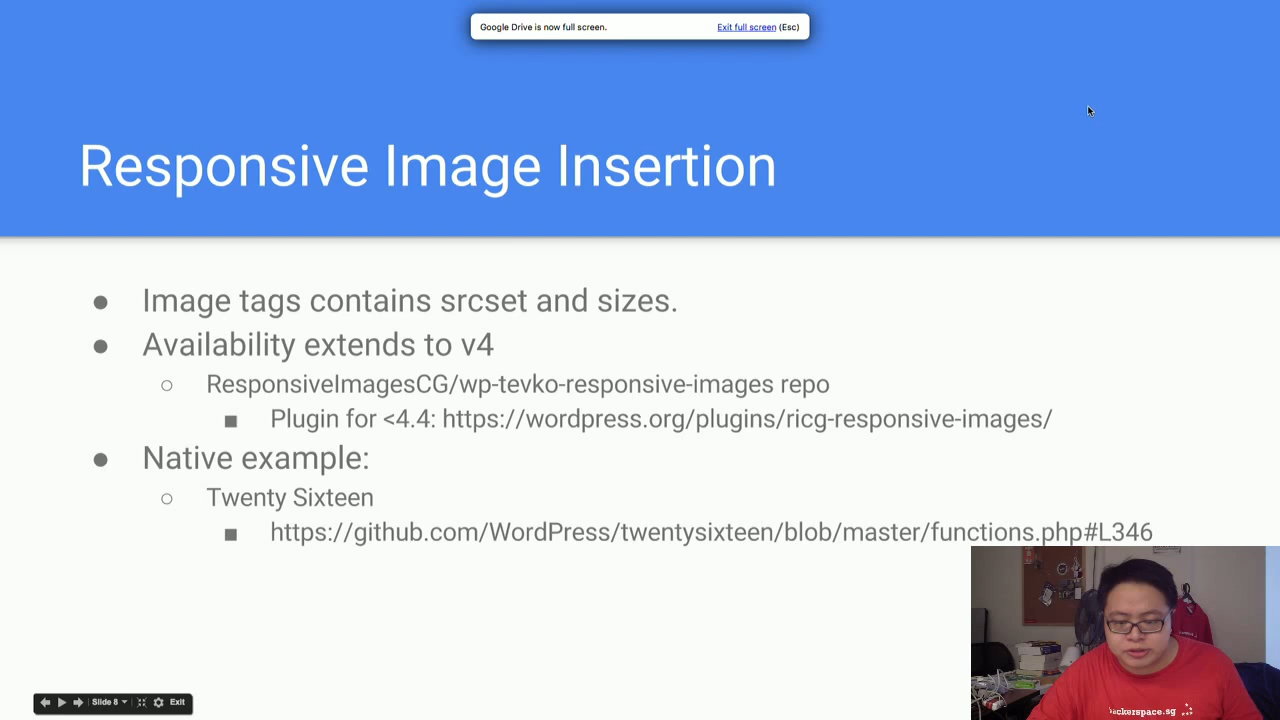 Google Drive is now full screen. Exit full screen (Esc)
Responsive Image Insertion
● Image tags contains srcset and sizes.
● Availability extends to v4
○ ResponsiveImagesCG/wp-tevko-responsive-images repo
■ Plugin for <4.4: https://wordpress.org/plugins/ricg-responsive-images/
● Native example:
○ Twenty Sixteen
■ https://github.com/WordPress/twentysixteen/blob/master/functions.php#L346
ackerspace.sg
Slide 8 Exit